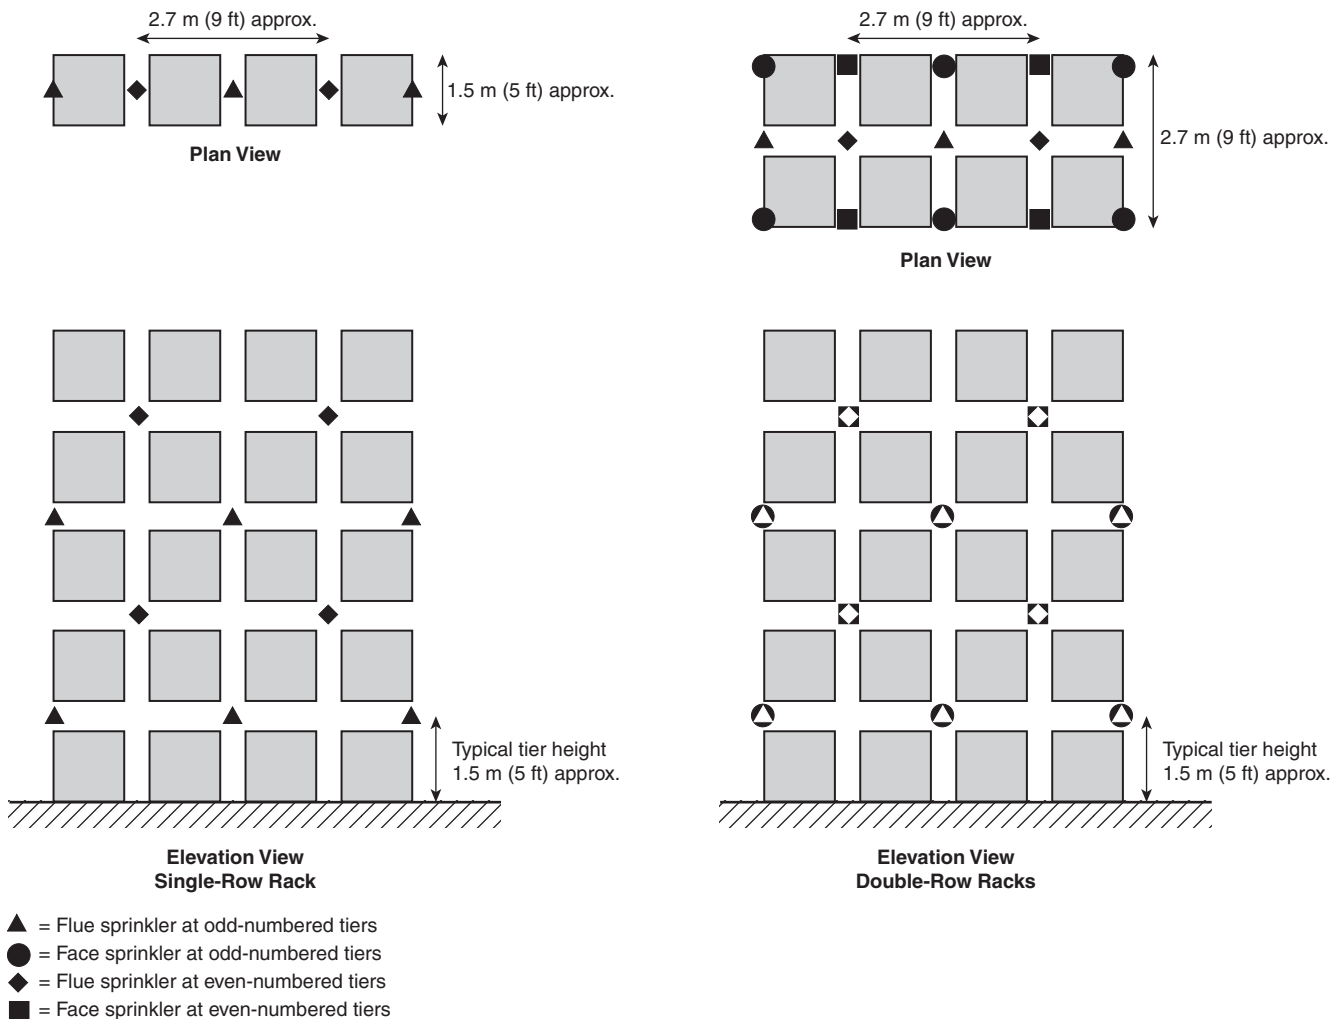 2.7 m (9 ft) approx.
1.5 m (5 ft) approx.
Plan View
2.7 m (9 ft) approx.
2.7 m (9 ft) approx.
Plan View
Typical tier height
1.5 m (5 ft) approx.
Elevation View
Single-Row Rack
Typical tier height
1.5 m (5 ft) approx.
Elevation View
Double-Row Racks
= Flue sprinkler at odd-numbered tiers
= Face sprinkler at odd-numbered tiers
= Flue sprinkler at even-numbered tiers
= Face sprinkler at even-numbered tiers